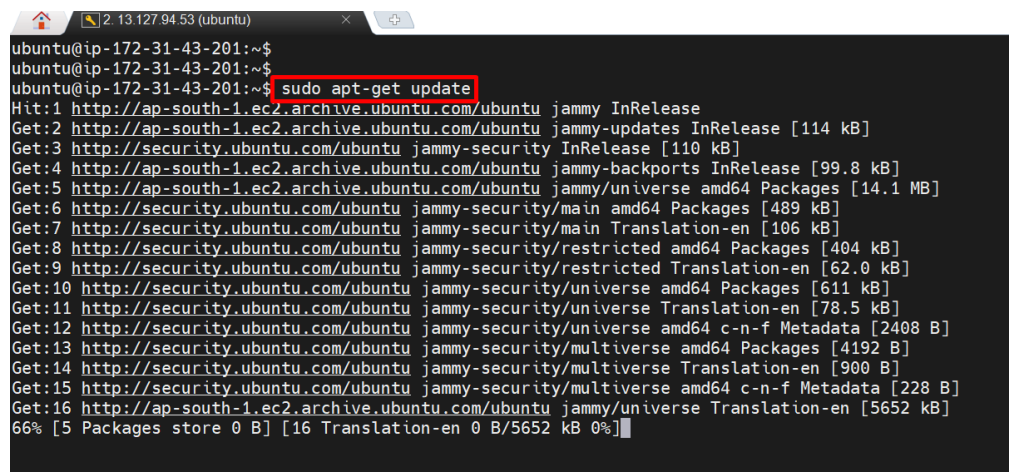 2. 13.127.94.53 (ubuntu)
ubuntu@ip-172-31-43-201:~$
ubuntu@ip-172-31-43-201:~$
ubuntu@ip-172-31-43-201:~$ sudo apt-get update
Hit:1 http://ap-south-1.ec2.archive.ubuntu.com/ubuntu jammy InRelease
Get:2 http://ap-south-1.ec2.archive.ubuntu.com/ubuntu jammy-updates InRelease [114 kB]
Get:3 http://security.ubuntu.com/ubuntu jammy-security InRelease [110 kB]
Get:4 http://ap-south-1.ec2.archive.ubuntu.com/ubuntu jammy-backports InRelease [99.8 kB]
Get:5 http://ap-south-1.ec2.archive.ubuntu.com/ubuntu jammy/universe amd64 Packages [14.1 MB]
Get:6 http://security.ubuntu.com/ubuntu jammy-security/main amd64 Packages [489 kB]
Get:7 http://security.ubuntu.com/ubuntu jammy-security/main Translation-en [106 kB]
Get:8 http://security.ubuntu.com/ubuntu jammy-security/restricted amd64 Packages [404 kB]
Get:9 http://security.ubuntu.com/ubuntu jammy-security/restricted Translation-en [62.0 kB]
Get:10 http://security.ubuntu.com/ubuntu jammy-security/universe amd64 Packages [611 kB]
Get:11 http://security.ubuntu.com/ubuntu jammy-security/universe Translation-en [78.5 kB]
Get:12 http://security.ubuntu.com/ubuntu jammy-security/universe amd64 c-n-f Metadata [2408 B]
Get:13 http://security.ubuntu.com/ubuntu jammy-security/multiverse amd64 Packages [4192 B]
Get:14 http://security.ubuntu.com/ubuntu jammy-security/multiverse Translation-en [900 B]
Get:15 http://security.ubuntu.com/ubuntu jammy-security/multiverse amd64 c-n-f Metadata [228 B]
Get:16 http://ap-south-1.ec2.archive.ubuntu.com/ubuntu jammy/universe Translation-en [5652 kB]
66% [5 Packages store 0 B] [16 Translation-en 0 B/5652 kB 0%]